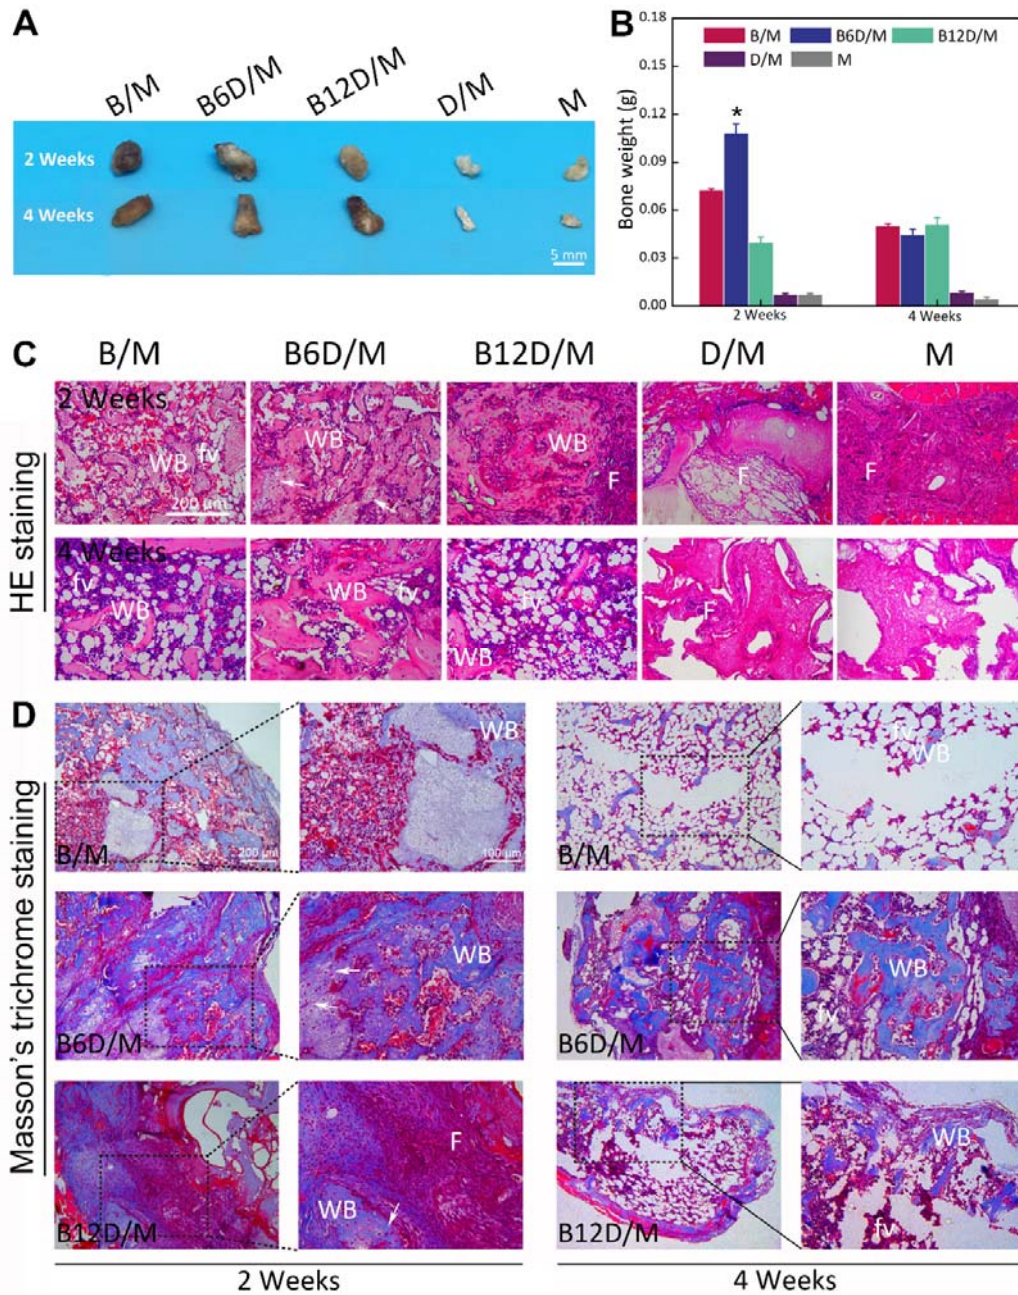 A
B/M B6D/M B12D/M D/M M
2 Weeks
4 Weeks
5 mm
B
0.18
0.15
0.12
0.09
0.06
0.03
0.00
Bone weight (g)
B/M B6D/M B12D/M
D/M M
*
2 Weeks 4 Weeks
C
B/M B6D/M B12D/M D/M M
HE staining
2 Weeks
WB fv
200 μm
WB
WB F
F
F
4 Weeks
fv WB
WB fv
fv WB
F
D
Masson's trichrome staining
B/M
200 μm
WB
100 μm
B/M
fv
WB
B6D/M
WB
B6D/M
WB
fv
B12D/M
F
WB
B12D/M
WB
fv
2 Weeks 4 Weeks